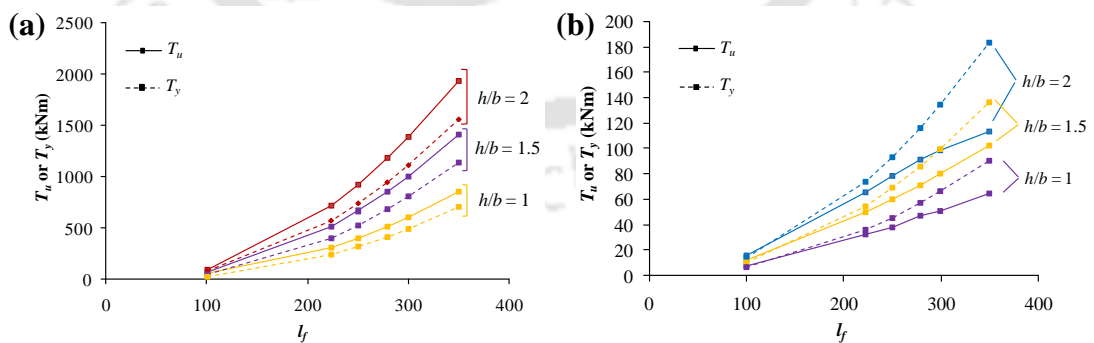 (a)
T_u or T_y (kNm)
2500
2000
1500
1000
500
0
T_u
T_y
h/b = 2
h/b = 1.5
h/b = 1
0 100 200 300 400
l_f
(b)
T_u or T_y (kNm)
200
180
160
140
120
100
80
60
40
20
0
T_u
T_y
h/b = 2
h/b = 1.5
h/b = 1
0 100 200 300 400
l_f